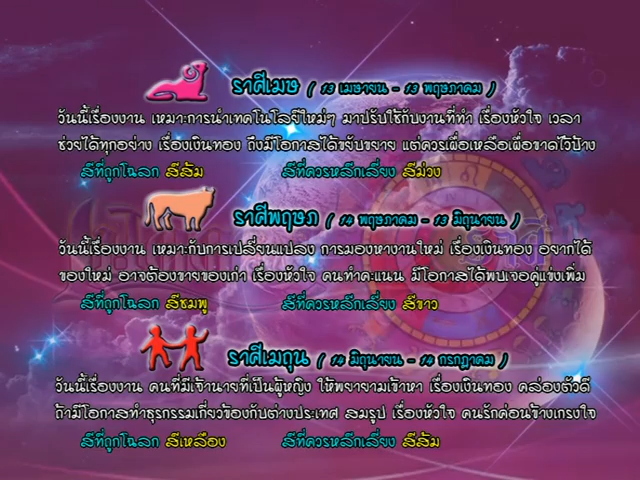 ราศีเมษ ( 13 เมษายน - 13 พฤษภาคม )
วันนี้เรื่องงาน เหมาะการนำเทคโนโลยีใหม่ๆ มาปรับใช้กับงานที่ทำ เรื่องหัวใจ เวลา
ช่วยได้ทุกอย่าง เรื่องเงินทอง ถึงมีโอกาสได้ขยับขยาย แต่ควรเผื่อเหลือเผื่อขาดไว้บ้าง
สีที่ถูกโฉลก สีส้ม สีที่ควรหลีกเลี่ยง สีม่วง
ราศีพฤษภ ( 14 พฤษภาคม - 13 มิถุนายน )
วันนี้เรื่องงาน เหมาะกับการเปลี่ยนแปลง การมองหางานใหม่ เรื่องเงินทอง อยากได้
ของใหม่ อาจต้องขายของเก่า เรื่องหัวใจ คนทำคะแนน มีโอกาสได้พบเจอคู่แข่งเพิ่ม
สีที่ถูกโฉลก สีชมพู สีที่ควรหลีกเลี่ยง สีขาว
ราศีเมถุน ( 14 มิถุนายน - 14 กรกฎาคม )
วันนี้เรื่องงาน คนที่มีเจ้านายที่เป็นผู้หญิง ให้พยายามเข้าหา เรื่องเงินทอง คล่องตัวดี
ถ้ามีโอกาสทำธุรกรรมเกี่ยวข้องกับต่างประเทศ สมรูป เรื่องหัวใจ คนรักค่อนข้างเกรงใจ
สีที่ถูกโฉลก สีเหลือง สีที่ควรหลีกเลี่ยง สีส้ม